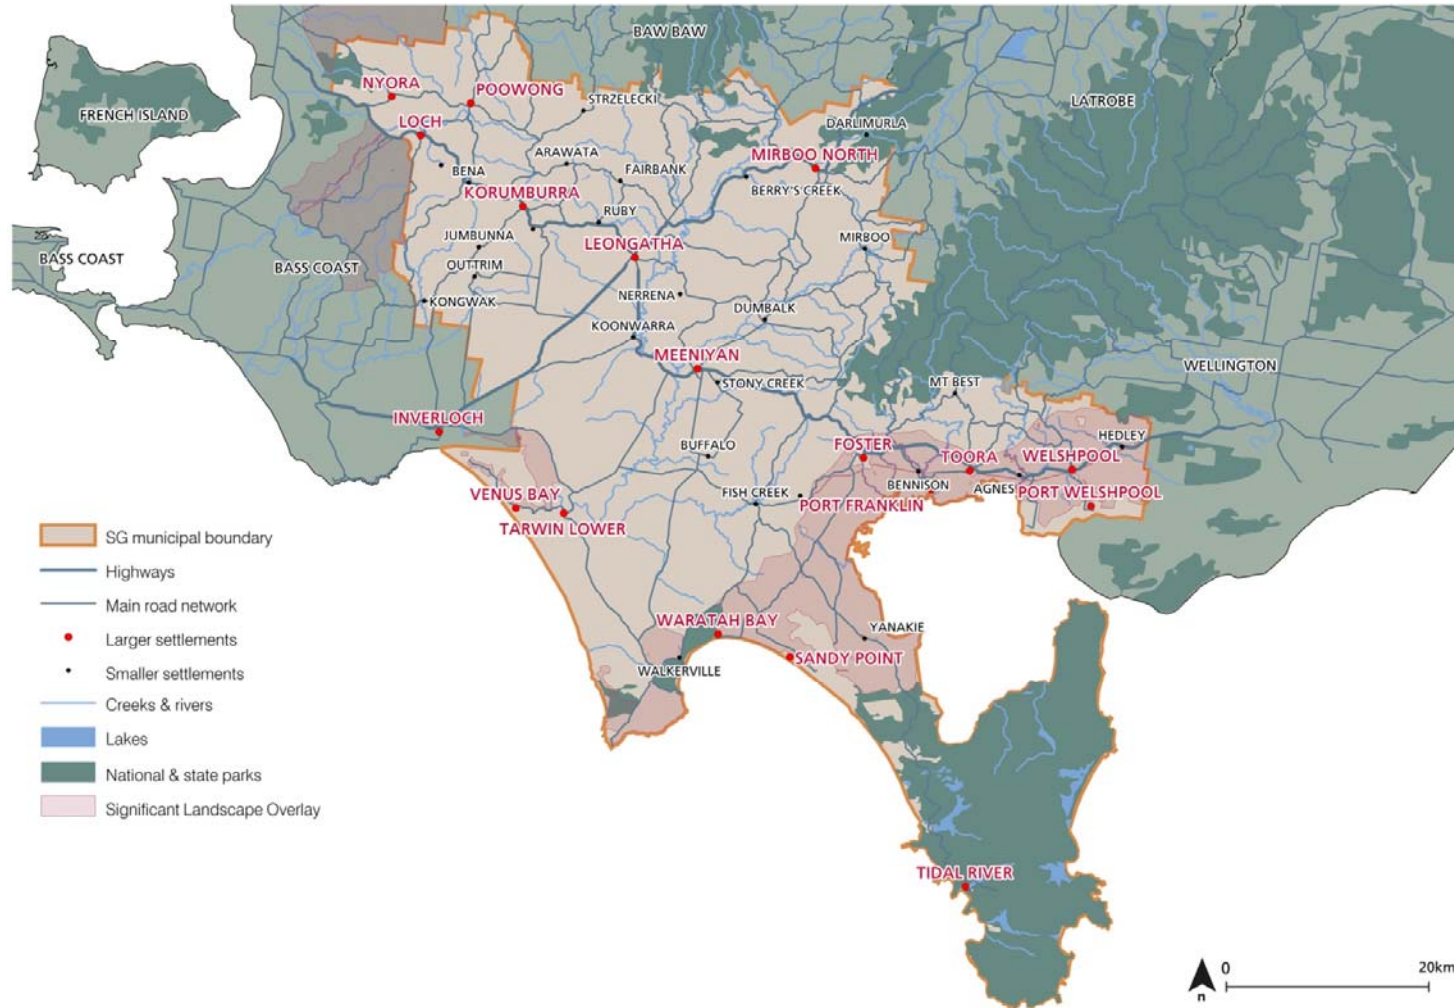 BAW BAW
NYORA
POOWONG
STRZELECKI
LATROBE
FRENCH ISLAND
LOCH
DARLIMURLA
ARAWATA
MIRBOO NORTH
BENA
FAIRBANK
KORUMBURRA
BERRY'S CREEK
RUBY
JUMBUNNA
LEONGATHA
MIRBOO
BASS COAST
BASS COAST
OUTTRIM
NERRENA
KONGWAK
DUMBALK
KOONWARRA
MEENIYAN
WELLINGTON
STONY CREEK
MT BEST
INVERLOCH
HEDLEY
BUFFALO
FOSTER
TOORA
WELSHPOOL
BENNISON
AGNES
VENUS BAY
FISH CREEK
PORT FRANKLIN
PORT WELSHPOOL
TARWIN LOWER
SG municipal boundary
Highways
Main road network
Larger settlements
Smaller settlements
Creeks & rivers
Lakes
National & state parks
Significant Landscape Overlay
WARATAH BAY
YANAKIE
SANDY POINT
WALKERVILLE
TIDAL RIVER
n
0 20km